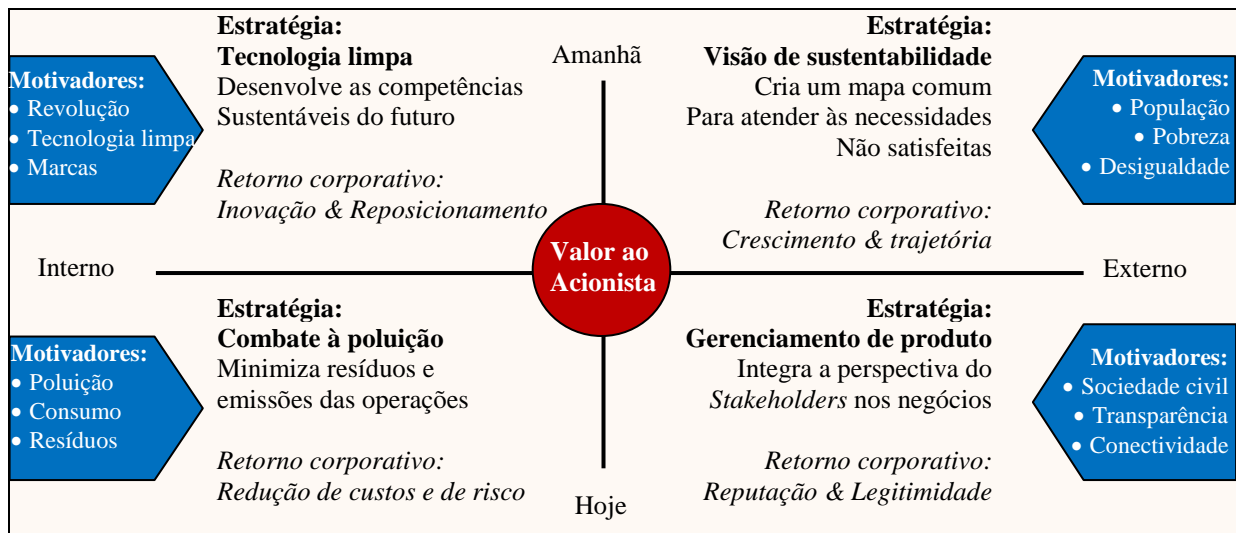 Estratégia:
Tecnologia limpa
Desenvolve as competências
Sustentáveis do futuro
Retorno corporativo:
Inovação & Reposicionamento
Motivadores:
• Revolução
• Tecnologia limpa
• Marcas
Amanhã
Estratégia:
Visão de sustentabilidade
Cria um mapa comum
Para atender às necessidades
Não satisfeitas
Retorno corporativo:
Crescimento & trajetória
Motivadores:
• População
• Pobreza
• Desigualdade
Interno
Valor ao
Acionista
Externo
Estratégia:
Combate à poluição
Minimiza resíduos e
emissões das operações
Retorno corporativo:
Redução de custos e de risco
Motivadores:
• Poluição
• Consumo
• Resíduos
Hoje
Estratégia:
Gerenciamento de produto
Integra a perspectiva do
Stakeholders nos negócios
Retorno corporativo:
Reputação & Legitimidade
Motivadores:
• Sociedade civil
• Transparência
• Conectividade